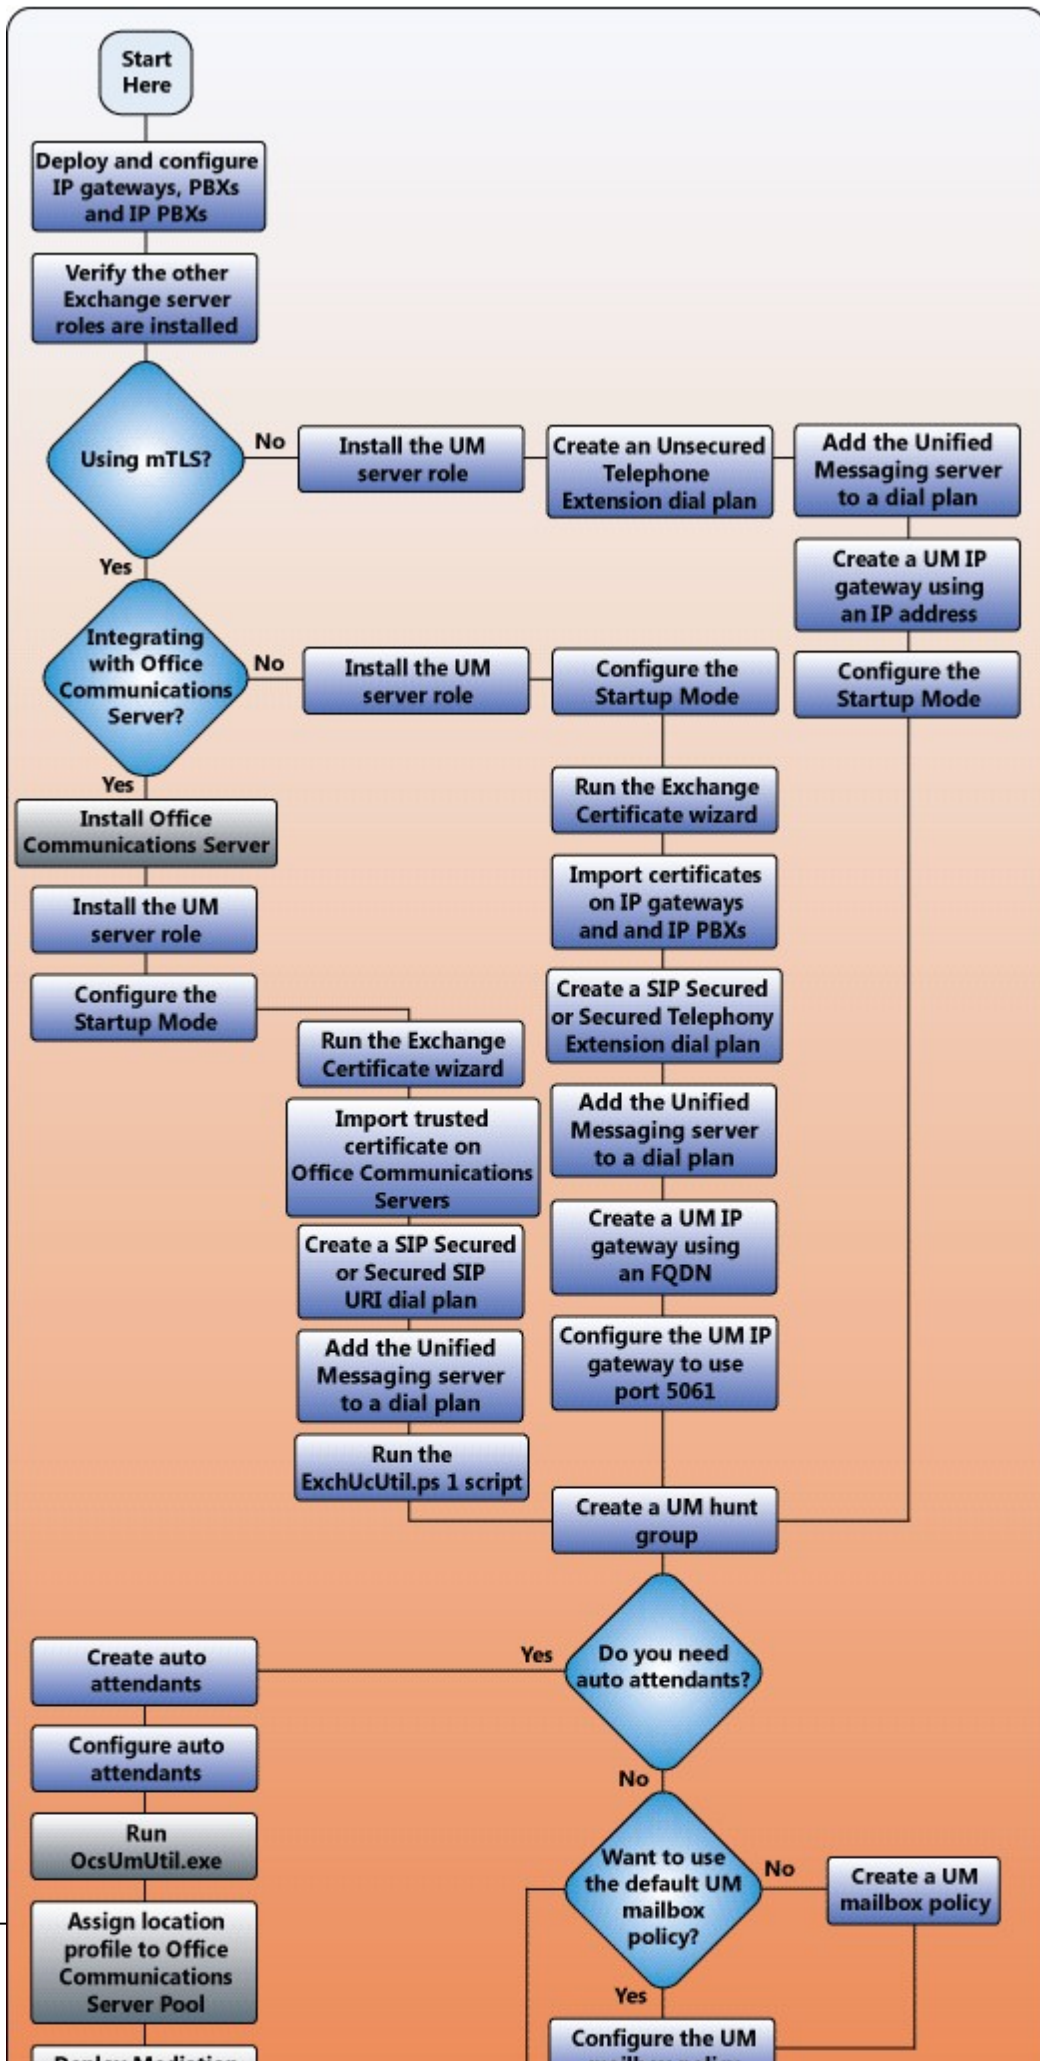 Start
Here
Deploy and configure
IP gateways, PBXs
and IP PBXs
Verify the other
Exchange server
roles are installed
Using mTLS?
No
Install the UM
server role
Create an Unsecured
Telephone
Extension dial plan
Add the Unified
Messaging server
to a dial plan
Create a UM IP
gateway using
an IP address
Configure the
Startup Mode
Yes
Integrating
with Office
Communications
Server?
No
Install the UM
server role
Configure the
Startup Mode
Run the Exchange
Certificate wizard
Import certificates
on IP gateways
and and IP PBXs
Create a SIP Secured
or Secured Telephony
Extension dial plan
Add the Unified
Messaging server
to a dial plan
Create a UM IP
gateway using
an FQDN
Configure the UM IP
gateway to use
port 5061
Yes
Install Office
Communications Server
Install the UM
server role
Configure the
Startup Mode
Run the Exchange
Certificate wizard
Import trusted
certificate on
Office Communications
Servers
Create a SIP Secured
or Secured SIP
URI dial plan
Add the Unified
Messaging server
to a dial plan
Run the
ExchUcUtil.ps 1 script
Create a UM hunt
group
Do you need
auto attendants?
Yes
Create auto
attendants
Configure auto
attendants
Run
OcsUmUtil.exe
Assign location
profile to Office
Communications
Server Pool
Deploy Mediation
No
Want to use
the default UM
mailbox
policy?
No
Create a UM
mailbox policy
Yes
Configure the UM
mailbox policy